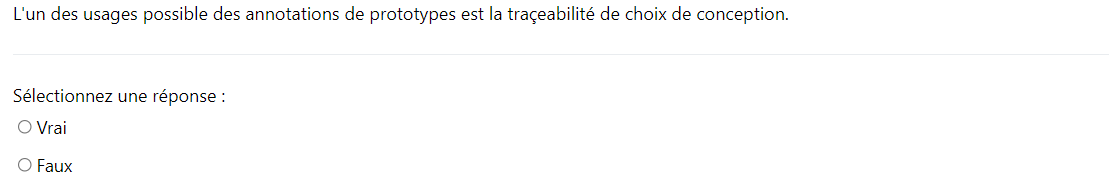 L'un des usages possible des annotations de prototypes est la traçeabilité de choix de conception.
Sélectionnez une réponse :
Vrai
Faux